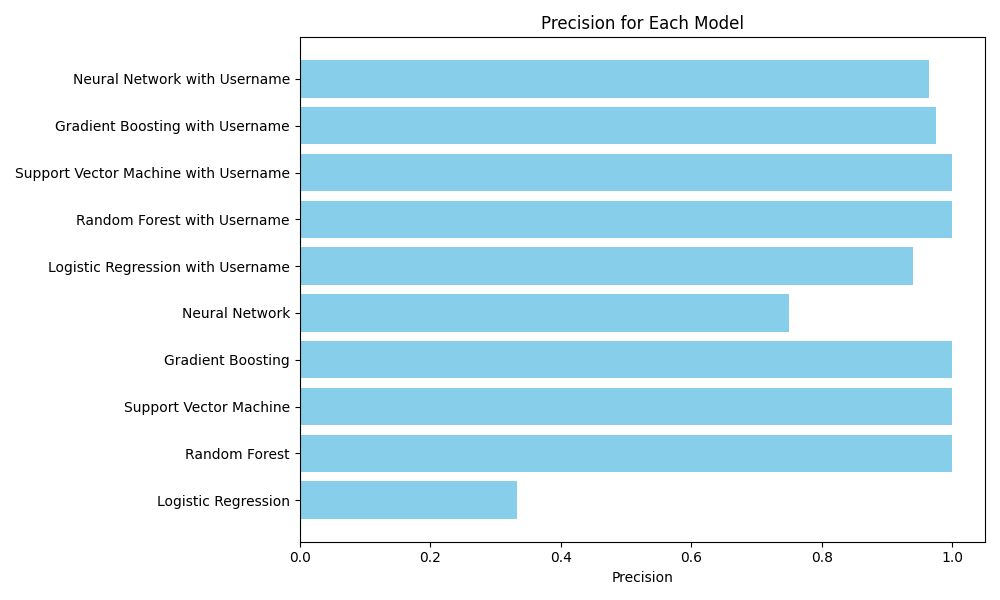 Precision for Each Model
Neural Network with Username
Gradient Boosting with Username
Support Vector Machine with Username
Random Forest with Username
Logistic Regression with Username
Neural Network
Gradient Boosting
Support Vector Machine
Random Forest
Logistic Regression
0.0 0.2 0.4 0.6 0.8 1.0
Precision